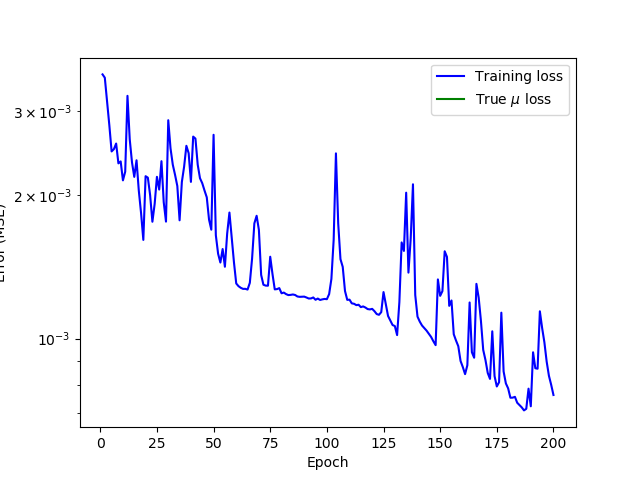 Training loss
True μ loss
3 × 10⁻³
2 × 10⁻³
10⁻³
Error (MSE)
0 25 50 75 100 125 150 175 200
Epoch